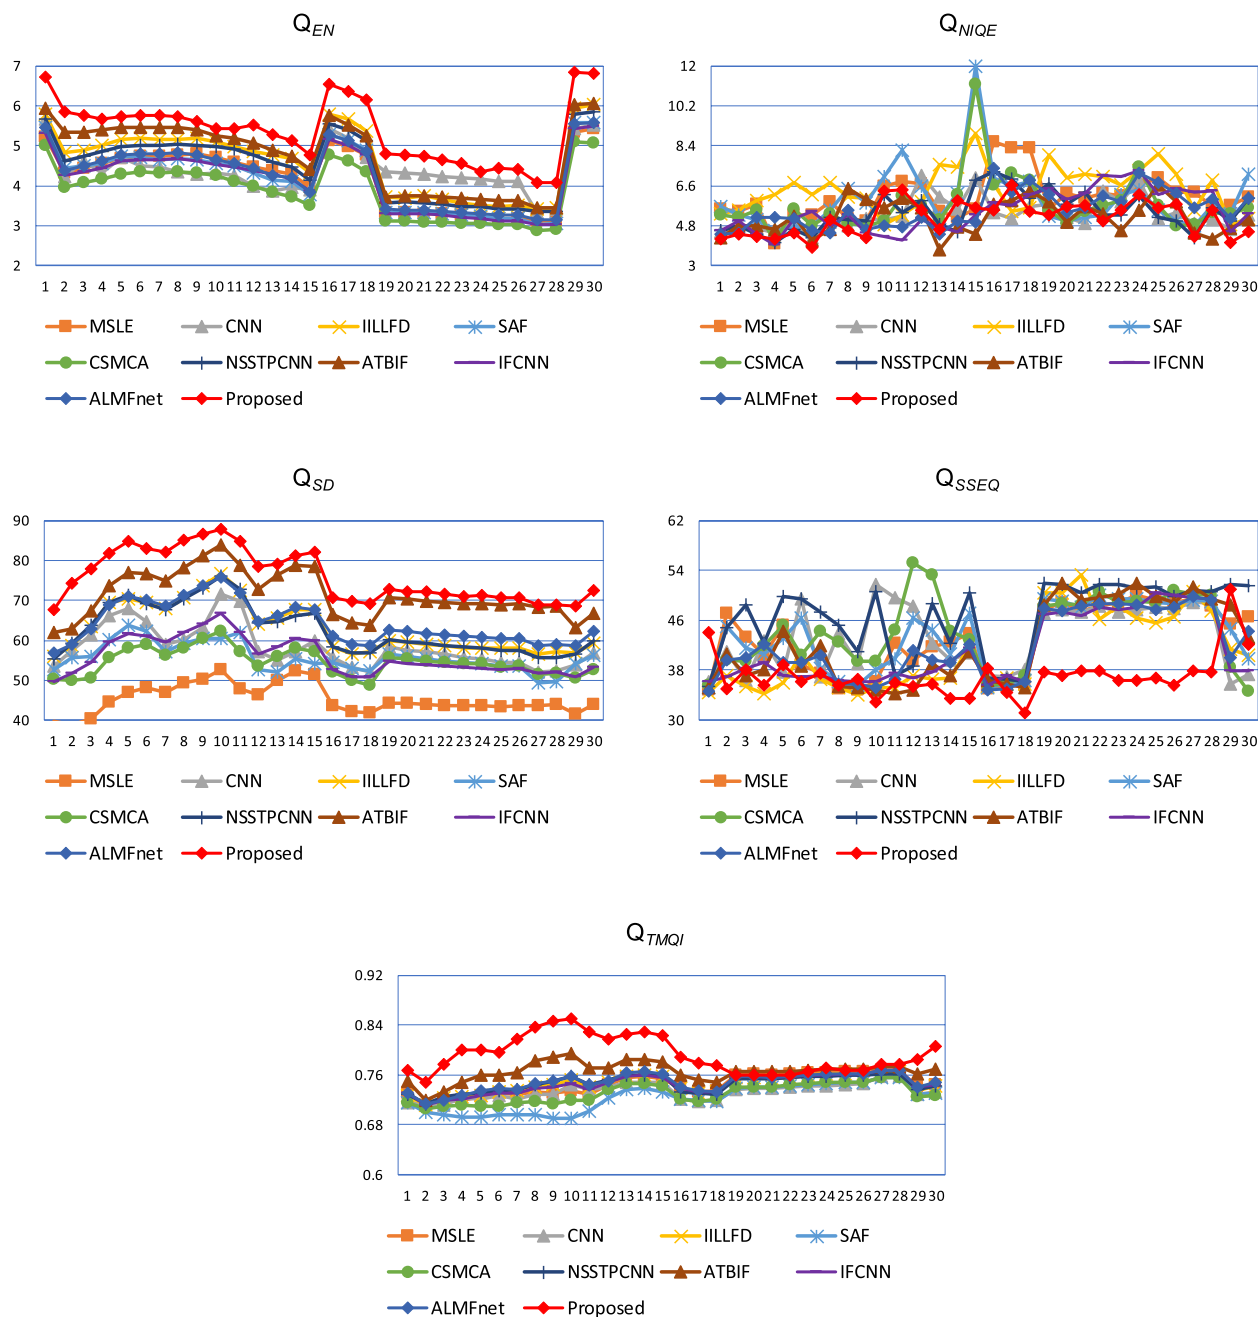 Q_EN
7
6
5
4
3
2
1 2 3 4 5 6 7 8 9 10 11 12 13 14 15 16 17 18 19 20 21 22 23 24 25 26 27 28 29 30
MSLE CNN IILLFD SAF
CSMCA NSSTPCNN ATBIF IFCNN
ALMFnet Proposed
Q_NIQE
12
10.2
8.4
6.6
4.8
3
1 2 3 4 5 6 7 8 9 10 11 12 13 14 15 16 17 18 19 20 21 22 23 24 25 26 27 28 29 30
MSLE CNN IILLFD SAF
CSMCA NSSTPCNN ATBIF IFCNN
ALMFnet Proposed
Q_SD
90
80
70
60
50
40
1 2 3 4 5 6 7 8 9 10 11 12 13 14 15 16 17 18 19 20 21 22 23 24 25 26 27 28 29 30
MSLE CNN IILLFD SAF
CSMCA NSSTPCNN ATBIF IFCNN
ALMFnet Proposed
Q_SSEQ
62
54
46
38
30
1 2 3 4 5 6 7 8 9 10 11 12 13 14 15 16 17 18 19 20 21 22 23 24 25 26 27 28 29 30
MSLE CNN IILLFD SAF
CSMCA NSSTPCNN ATBIF IFCNN
ALMFnet Proposed
Q_TMQI
0.92
0.84
0.76
0.68
0.6
1 2 3 4 5 6 7 8 9 10 11 12 13 14 15 16 17 18 19 20 21 22 23 24 25 26 27 28 29 30
MSLE CNN IILLFD SAF
CSMCA NSSTPCNN ATBIF IFCNN
ALMFnet Proposed